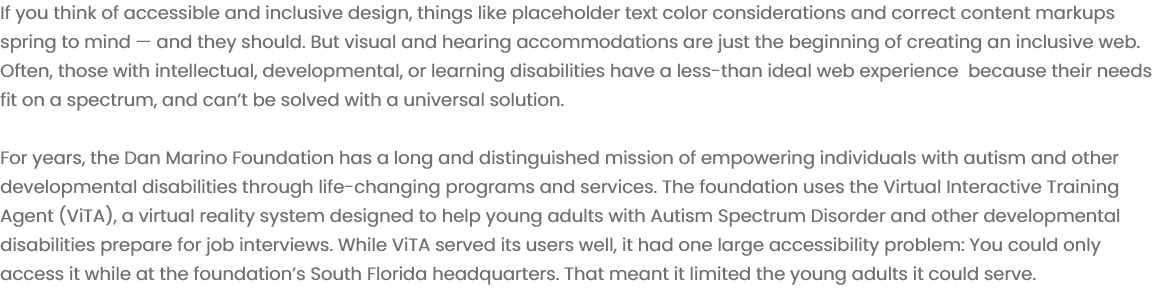 If you think of accessible and inclusive design, things like placeholder text color considerations and correct content markups
spring to mind — and they should. But visual and hearing accommodations are just the beginning of creating an inclusive web.
Often, those with intellectual, developmental, or learning disabilities have a less-than ideal web experience  because their needs
fit on a spectrum, and can’t be solved with a universal solution.

For years, the Dan Marino Foundation has a long and distinguished mission of empowering individuals with autism and other
developmental disabilities through life-changing programs and services. The foundation uses the Virtual Interactive Training
Agent (ViTA), a virtual reality system designed to help young adults with Autism Spectrum Disorder and other developmental
disabilities prepare for job interviews. While ViTA served its users well, it had one large accessibility problem: You could only
access it while at the foundation’s South Florida headquarters. That meant it limited the young adults it could serve.